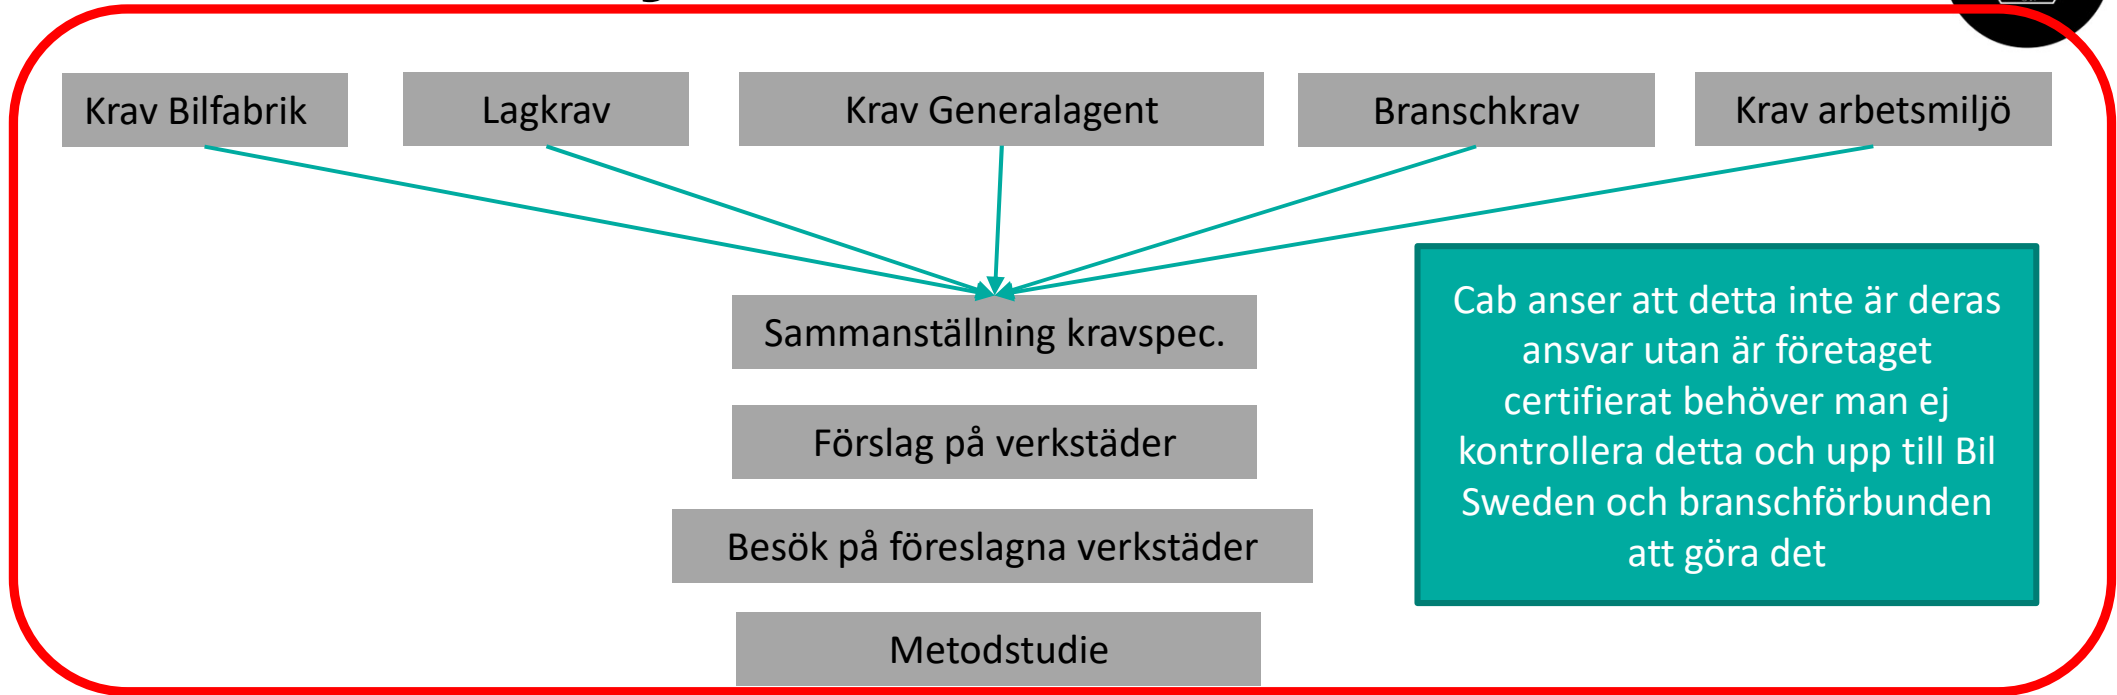 Krav Bilfabrik
Lagkrav
Krav Generalagent
Branschkrav
Krav arbetsmiljö
Sammanställning kravspec.
Förslag på verkstäder
Besök på föreslagna verkstäder
Metodstudie
Cab anser att detta inte är deras
ansvar utan är företaget
certifierat behöver man ej
kontrollera detta och upp till Bil
Sweden och branschförbunden
att göra det